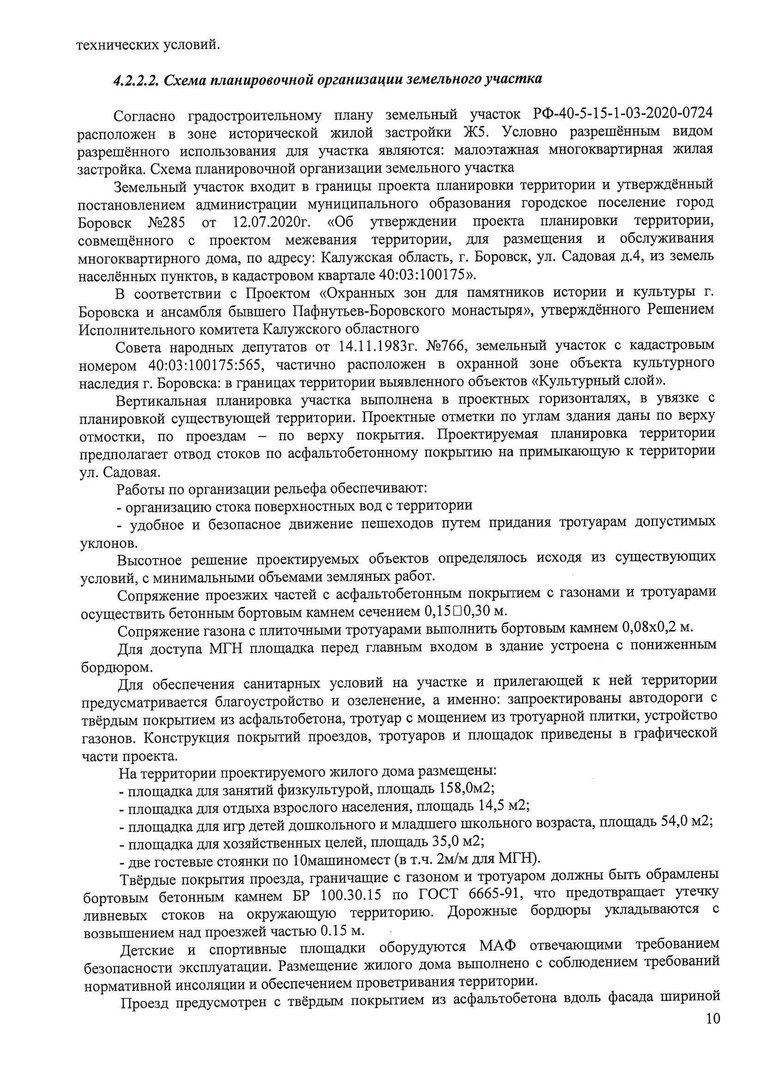 технических условий.
4.2.2.2. Схема планировочной организации земельного участка
Согласно градостроительному плану земельный участок РФ-40-5-15-1-03-2020-0724
расположен в зоне исторической жилой застройки Ж5. Условно разрешённым видом
разрешённого использования для участка являются: малоэтажная многоквартирная жилая
застройка. Схема планировочной организации земельного участка
Земельный участок входит в границы проекта планировки территории и утверждённый
постановлением администрации муниципального образования городское поселение город
Боровск №285 от 12.07.2020г. «Об утверждении проекта планировки территории,
совмещённого с проектом межевания территории, для размещения и обслуживания
многоквартирного дома, по адресу: Калужская область, г. Боровск, ул. Садовая д.4, из земель
населённых пунктов, в кадастровом квартале 40:03:100175».
В соответствии с Проектом «Охранных зон для памятников истории и культуры г.
Боровска и ансамбля бывшего Пафнутьев-Боровского монастыря», утверждённого Решением
Исполнительного комитета Калужского областного
Совета народных депутатов от 14.11.1983г. №766, земельный участок с кадастровым
номером 40:03:100175:565, частично расположен в охранной зоне объекта культурного
наследия г. Боровска: в границах территории выявленного объектов «Культурный слой».
Вертикальная планировка участка выполнена в проектных горизонталях, в увязке с
планировкой существующей территории. Проектные отметки по углам здания даны по верху
отмостки, по проездам – по верху покрытия. Проектируемая планировка территории
предполагает отвод стоков по асфальтобетонному покрытию на примыкающую к территории
ул. Садовая.
Работы по организации рельефа обеспечивают:
- организацию стока поверхностных вод с территории
- удобное и безопасное движение пешеходов путем придания тротуарам допустимых
уклонов.
Высотное решение проектируемых объектов определялось исходя из существующих
условий, с минимальными объемами земляных работ.
Сопряжение проезжих частей с асфальтобетонным покрытием с газонами и тротуарами
осуществить бетонным бортовым камнем сечением 0,15□0,30 м.
Сопряжение газона с плиточными тротуарами выполнить бортовым камнем 0,08х0,2 м.
Для доступа МГН площадка перед главным входом в здание устроена с пониженным
бордюром.
Для обеспечения санитарных условий на участке и прилегающей к ней территории
предусматривается благоустройство и озеленение, а именно: запроектированы автодороги с
твёрдым покрытием из асфальтобетона, тротуар с мощением из тротуарной плитки, устройство
газонов. Конструкция покрытий проездов, тротуаров и площадок приведены в графической
части проекта.
На территории проектируемого жилого дома размещены:
- площадка для занятий физкультурой, площадь 158,0м2;
- площадка для отдыха взрослого населения, площадь 14,5 м2;
- площадка для игр детей дошкольного и младшего школьного возраста, площадь 54,0 м2;
- площадка для хозяйственных целей, площадь 35,0 м2;
- две гостевые стоянки по 10машиномест (в т.ч. 2м/м для МГН).
Твёрдые покрытия проезда, граничащие с газоном и тротуаром должны быть обрамлены
бортовым бетонным камнем БР 100.30.15 по ГОСТ 6665-91, что предотвращает утечку
ливневых стоков на окружающую территорию. Дорожные бордюры укладываются с
возвышением над проезжей частью 0.15 м.
Детские и спортивные площадки оборудуются МАФ отвечающими требованием
безопасности эксплуатации. Размещение жилого дома выполнено с соблюдением требований
нормативной инсоляции и обеспечением проветривания территории.
Проезд предусмотрен с твёрдым покрытием из асфальтобетона вдоль фасада шириной
10